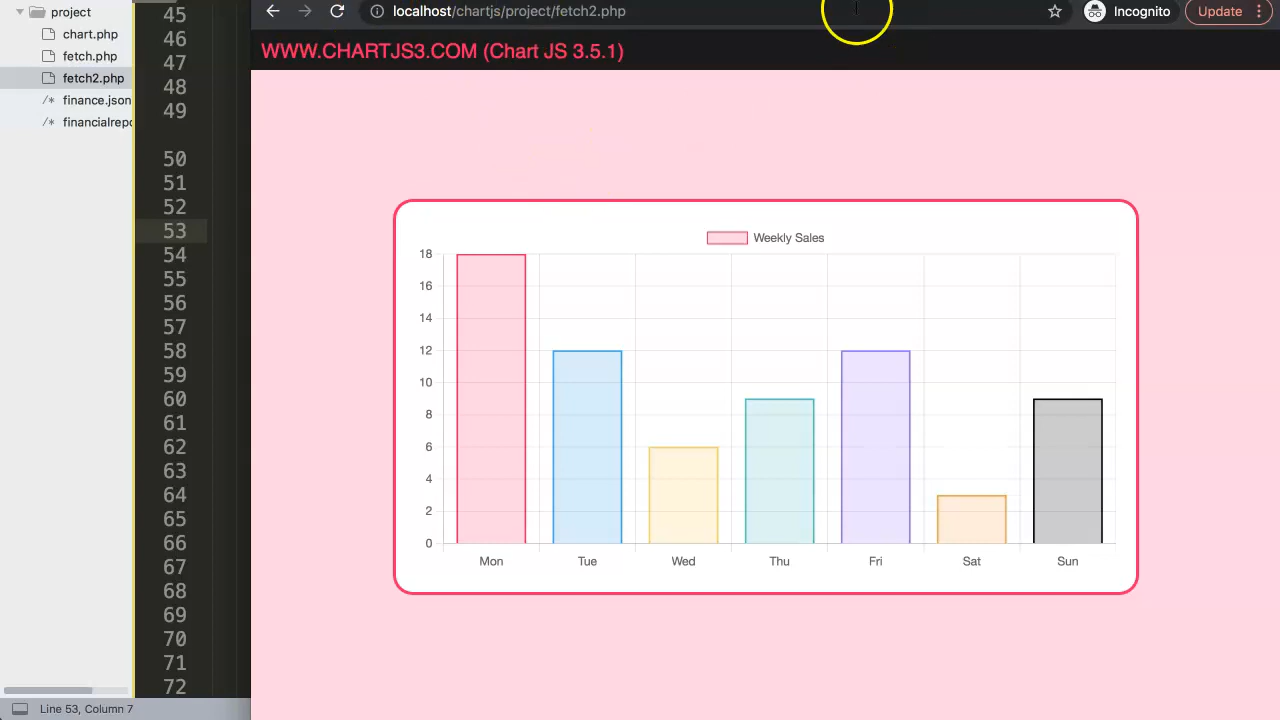 project
chart.php
fetch.php
fetch2.php
/* finance.json
/* financialrepo
45
46
47
48
49
50
51
52
53
54
55
56
57
58
59
60
61
62
63
64
65
66
67
68
69
70
71
72
Line 53, Column 7
localhost/chartjs/project/fetch2.php
Incognito
Update
WWW.CHARTJS3.COM (Chart JS 3.5.1)
Weekly Sales
18
16
14
12
10
8
6
4
2
0
Mon Tue Wed Thu Fri Sat Sun